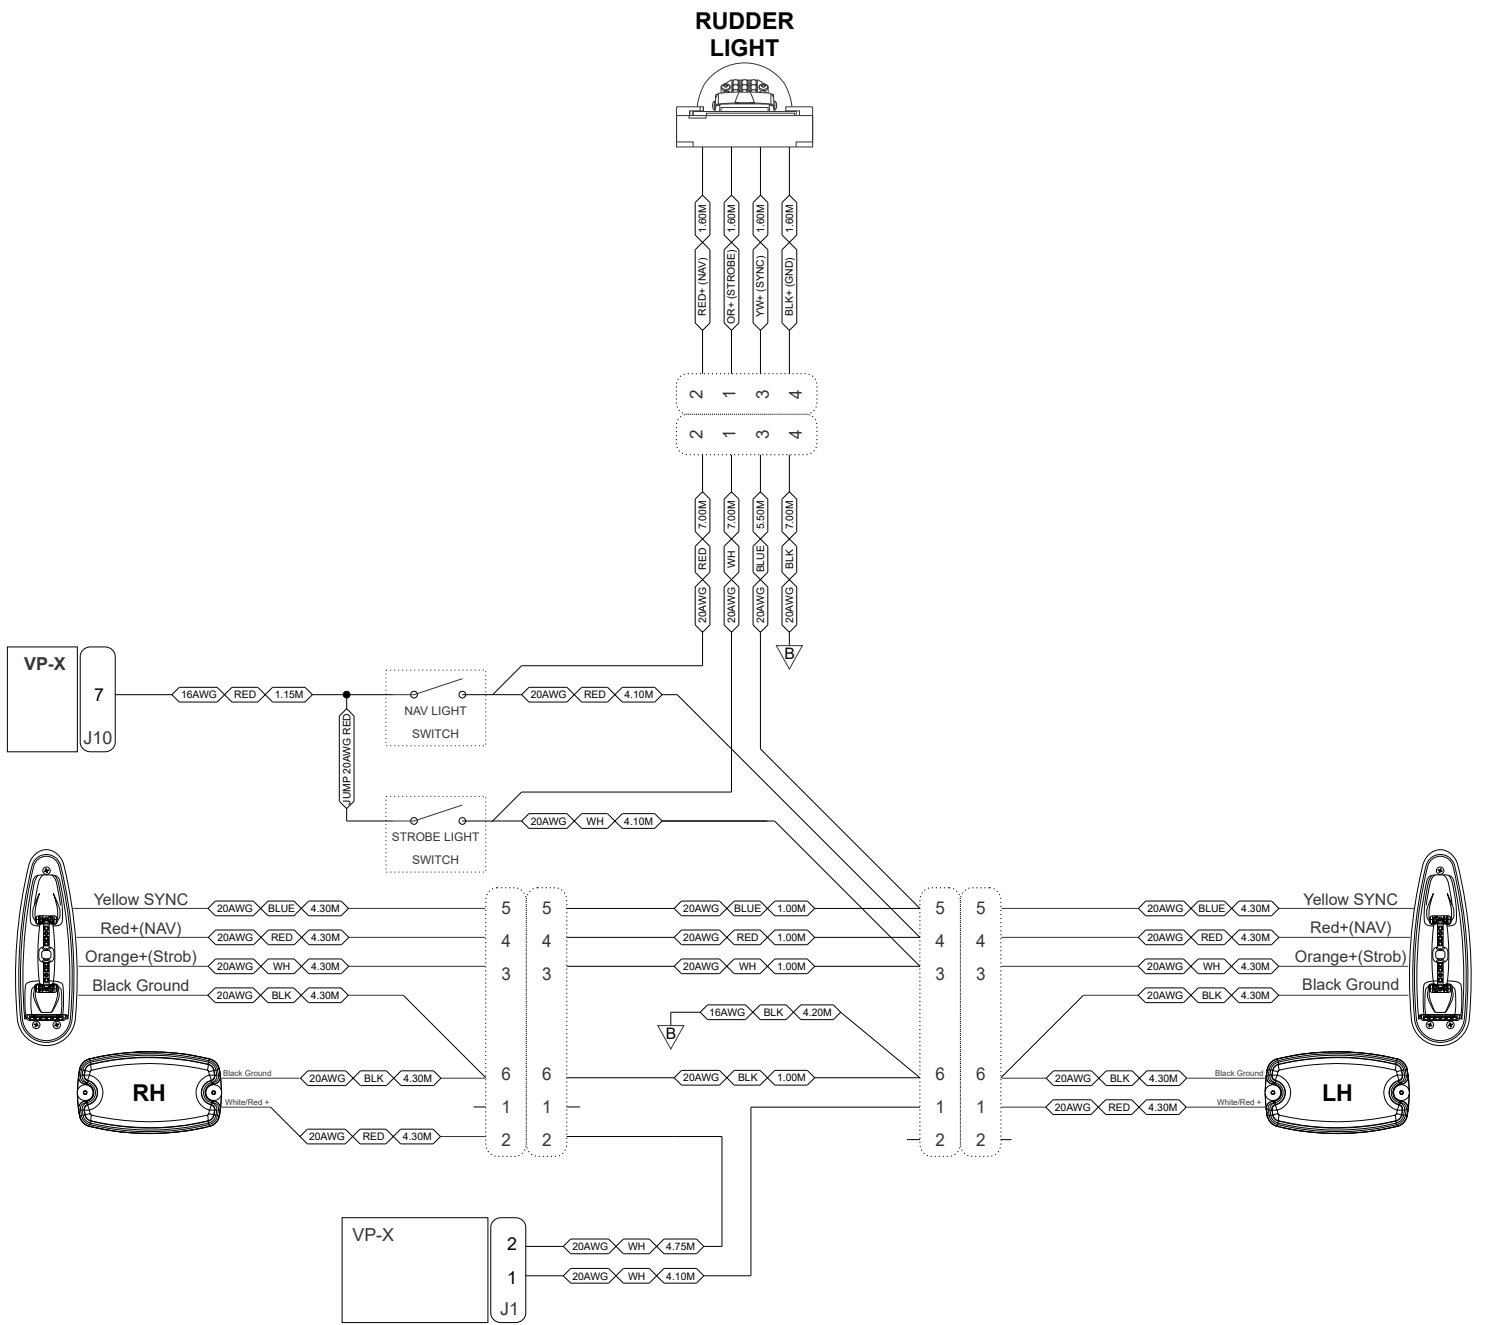 RUDDER
LIGHT
1.60M 1.60M 1.60M 1.60M
RED+ (NAV) OR+ (STROBE) YW+ (SYNC) BLK+ (GND)
2 1 3 4
2 1 3 4
7.00M 7.00M 5.50M 7.00M
RED WH BLUE BLK
20AWG 20AWG 20AWG 20AWG
B
VP-X
7
J10
16AWG RED 1.15M
NAV LIGHT
SWITCH
20AWG RED 4.10M
JUMP 20AWG RED
STROBE LIGHT
SWITCH
20AWG WH 4.10M
Yellow SYNC 20AWG BLUE 4.30M 5 5 20AWG BLUE 1.00M 5 5 20AWG BLUE 4.30M Yellow SYNC
Red+(NAV) 20AWG RED 4.30M 4 4 20AWG RED 1.00M 4 4 20AWG RED 4.30M Red+(NAV)
Orange+(Strob) 20AWG WH 4.30M 3 3 20AWG WH 1.00M 3 3 20AWG WH 4.30M Orange+(Strob)
Black Ground 20AWG BLK 4.30M 20AWG BLK 4.30M Black Ground
B 16AWG BLK 4.20M
RH Black Ground 20AWG BLK 4.30M 6 6 20AWG BLK 1.00M 6 6 20AWG BLK 4.30M Black Ground LH
White/Red + 1 1 1 1 20AWG RED 4.30M White/Red +
20AWG RED 4.30M 2 2 2 2
VP-X
2 20AWG WH 4.75M
1 20AWG WH 4.10M
J1